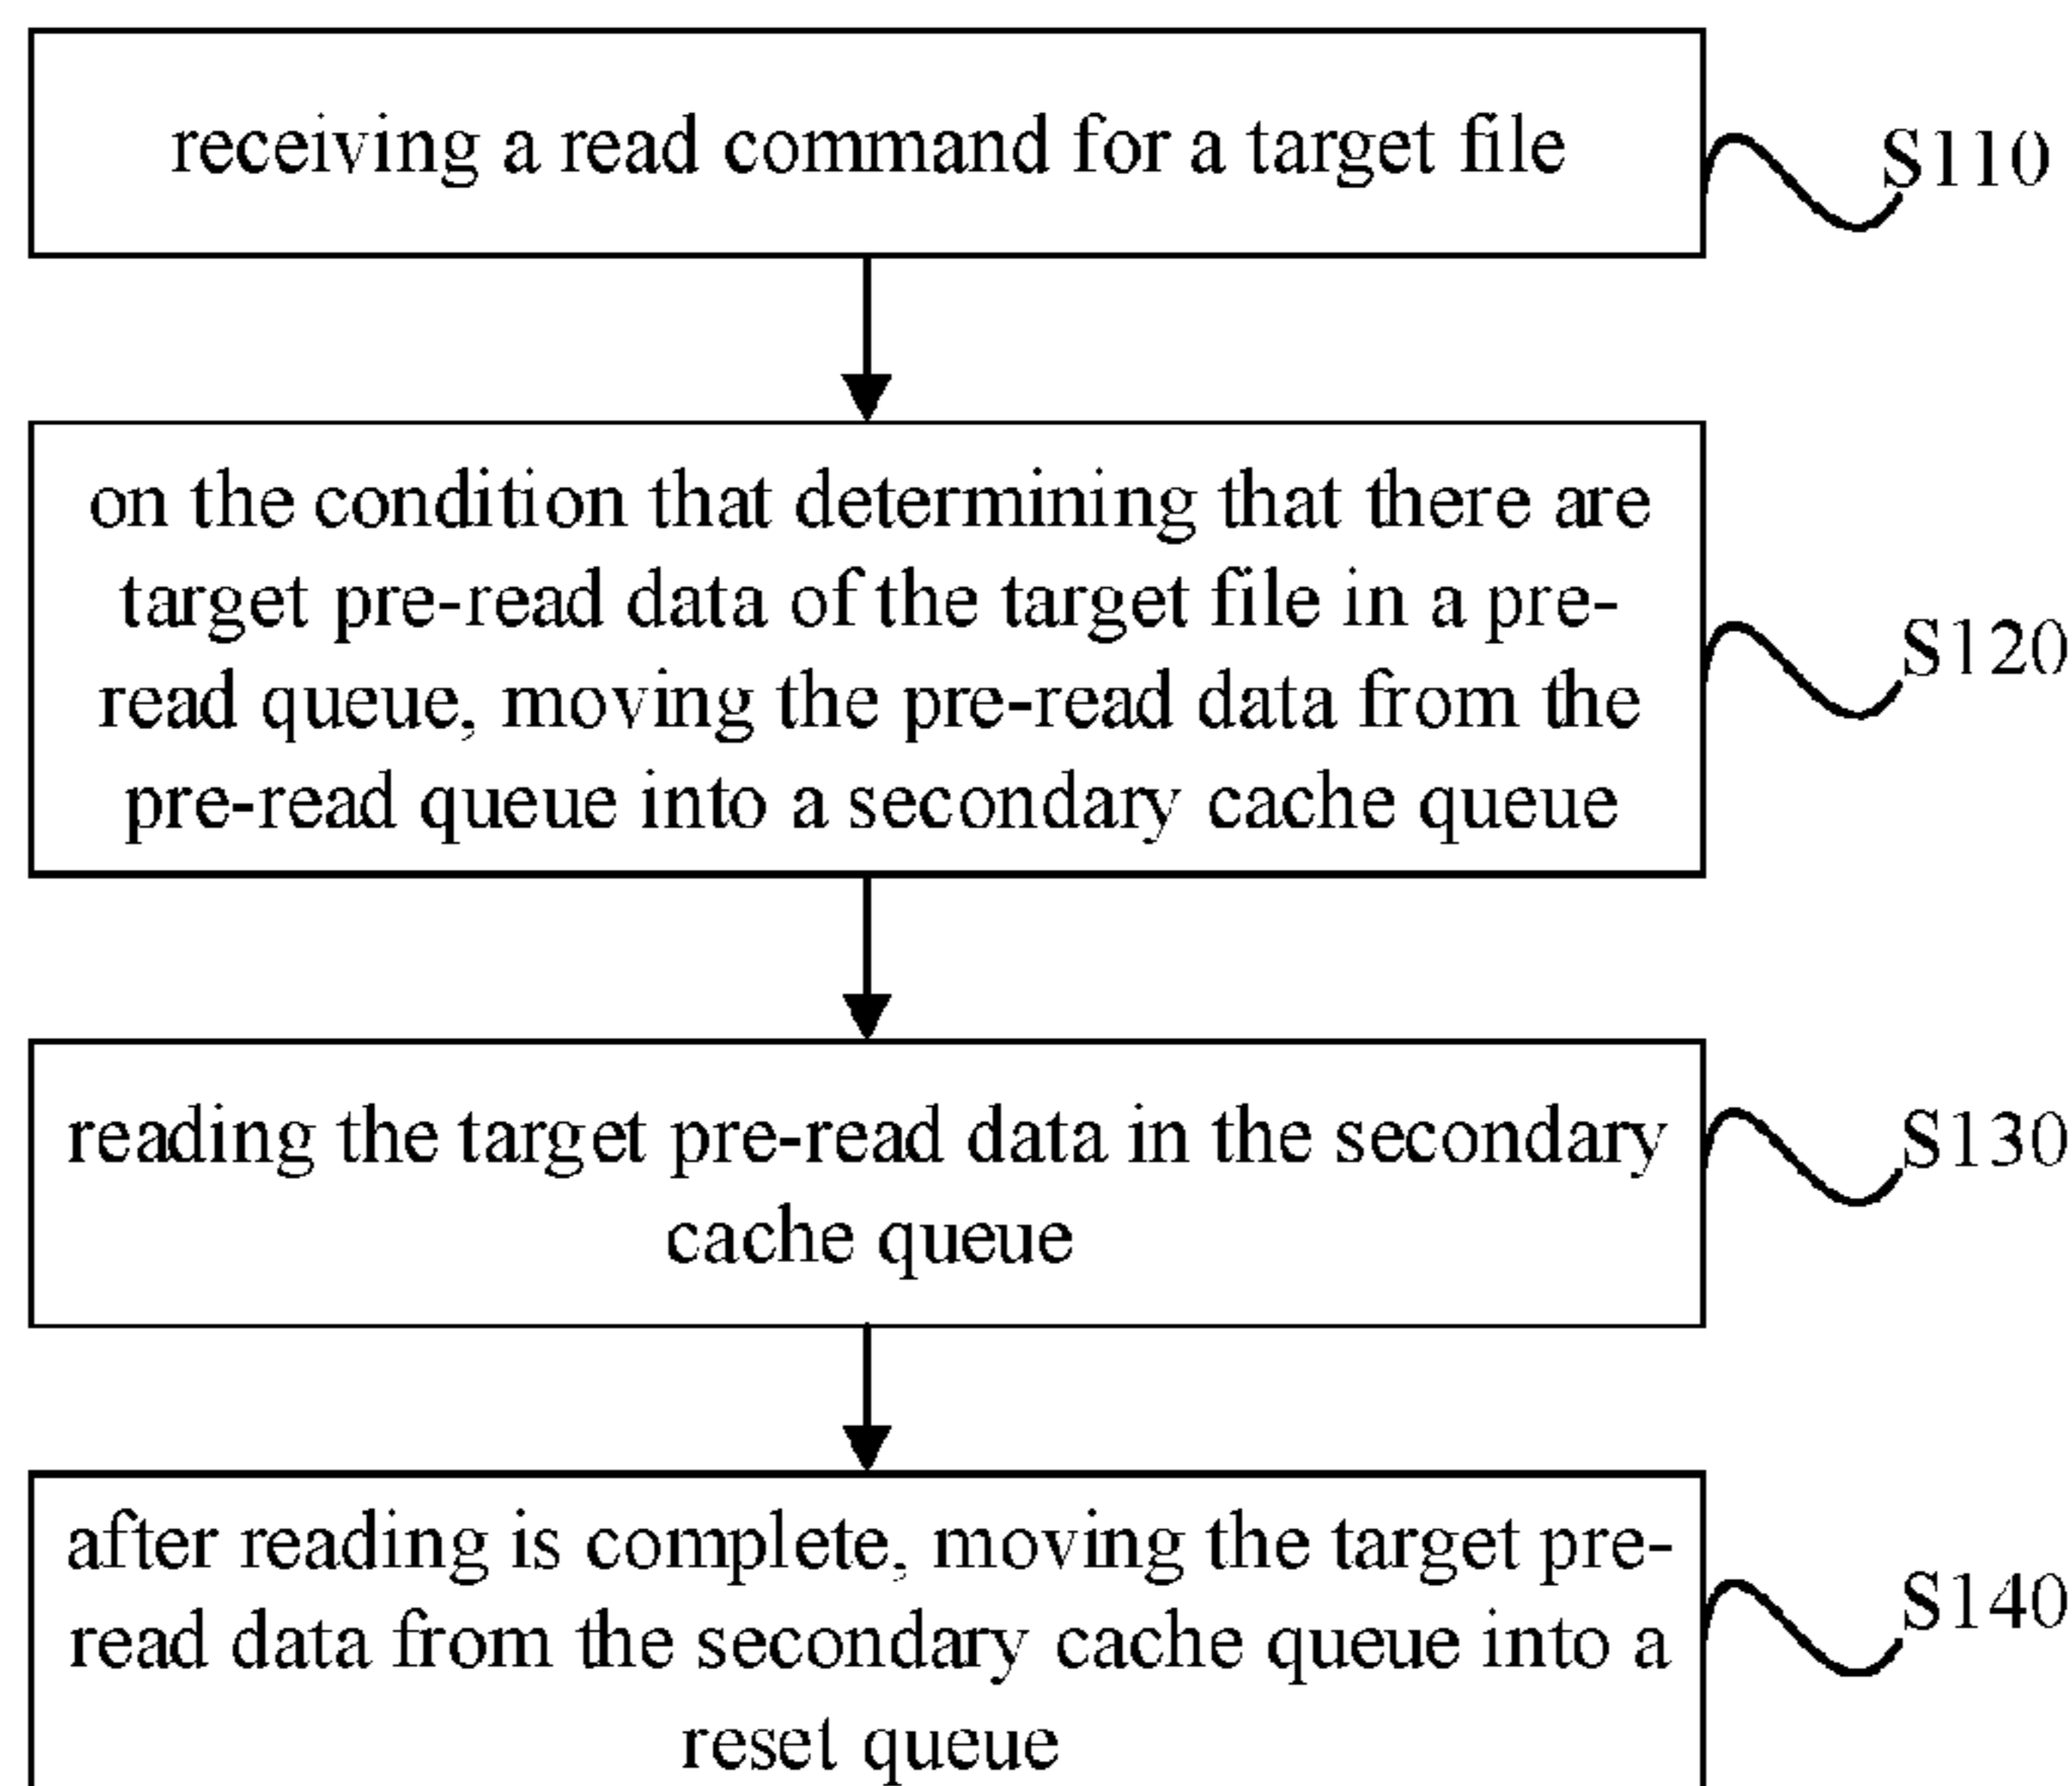 receiving a read command for a target file
S110
on the condition that determining that there are
target pre-read data of the target file in a pre-
read queue, moving the pre-read data from the
pre-read queue into a secondary cache queue
S120
reading the target pre-read data in the secondary
cache queue
S130
after reading is complete, moving the target pre-
read data from the secondary cache queue into a
reset queue
S140